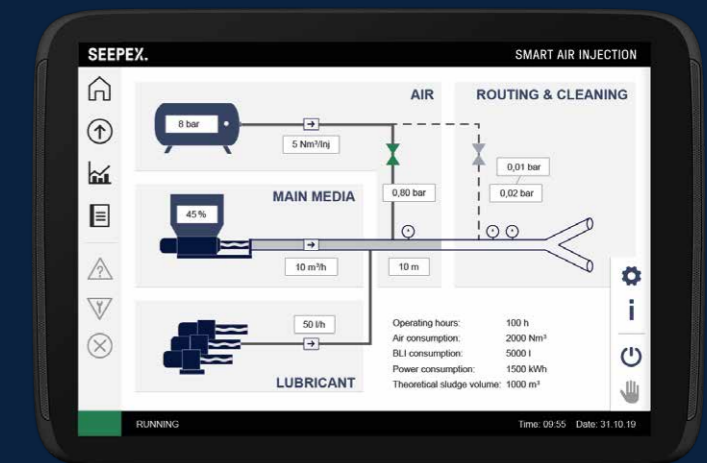 SEEPEX.
SMART AIR INJECTION
AIR
ROUTING & CLEANING
8 bar
5 Nm³/Inj
0,01 bar
0,80 bar
0,02 bar
MAIN MEDIA
45 %
10 m³/h
10 m
50 l/h
LUBRICANT
Operating hours: 100 h
Air consumption: 2000 Nm³
BLI consumption: 5000 l
Power consumption: 1500 kWh
Theoretical sludge volume: 1000 m³
RUNNING
Time: 09:55 Date: 31.10.19